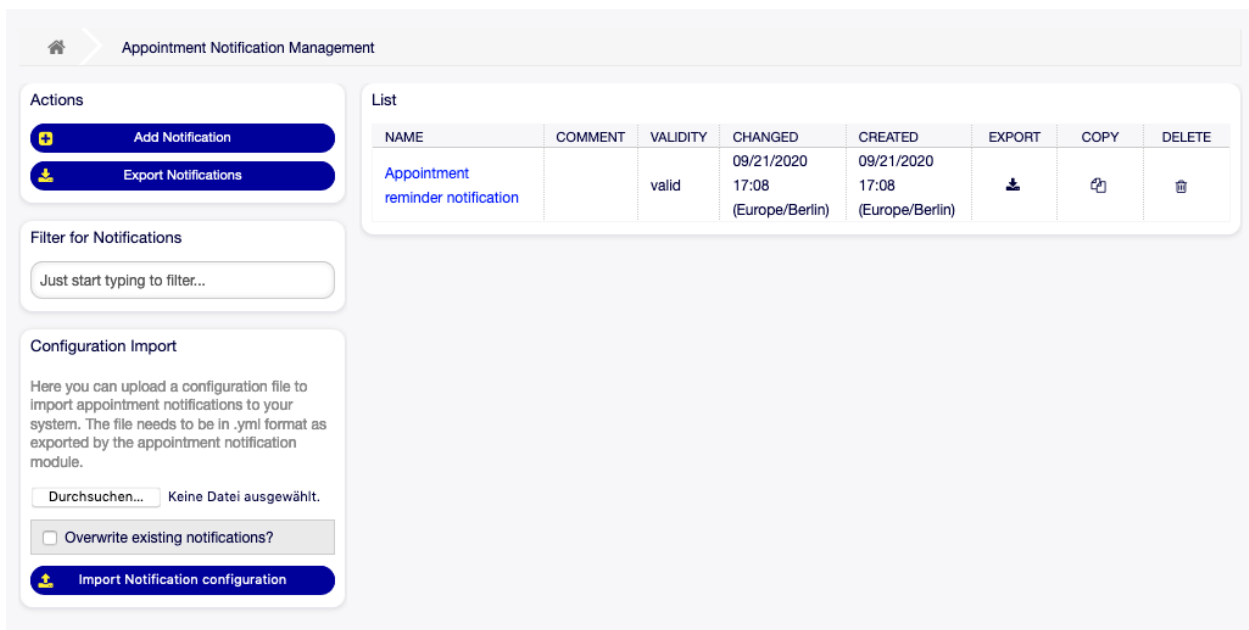 Appointment Notification Management
Actions
Add Notification
Export Notifications
Filter for Notifications
Just start typing to filter...
Configuration Import
Here you can upload a configuration file to
import appointment notifications to your
system. The file needs to be in .yml format as
exported by the appointment notification
module.
Durchsuchen... Keine Datei ausgewählt.
Overwrite existing notifications?
Import Notification configuration
List
NAME COMMENT VALIDITY CHANGED CREATED EXPORT COPY DELETE
Appointment
reminder notification
valid
09/21/2020
17:08
(Europe/Berlin)
09/21/2020
17:08
(Europe/Berlin)